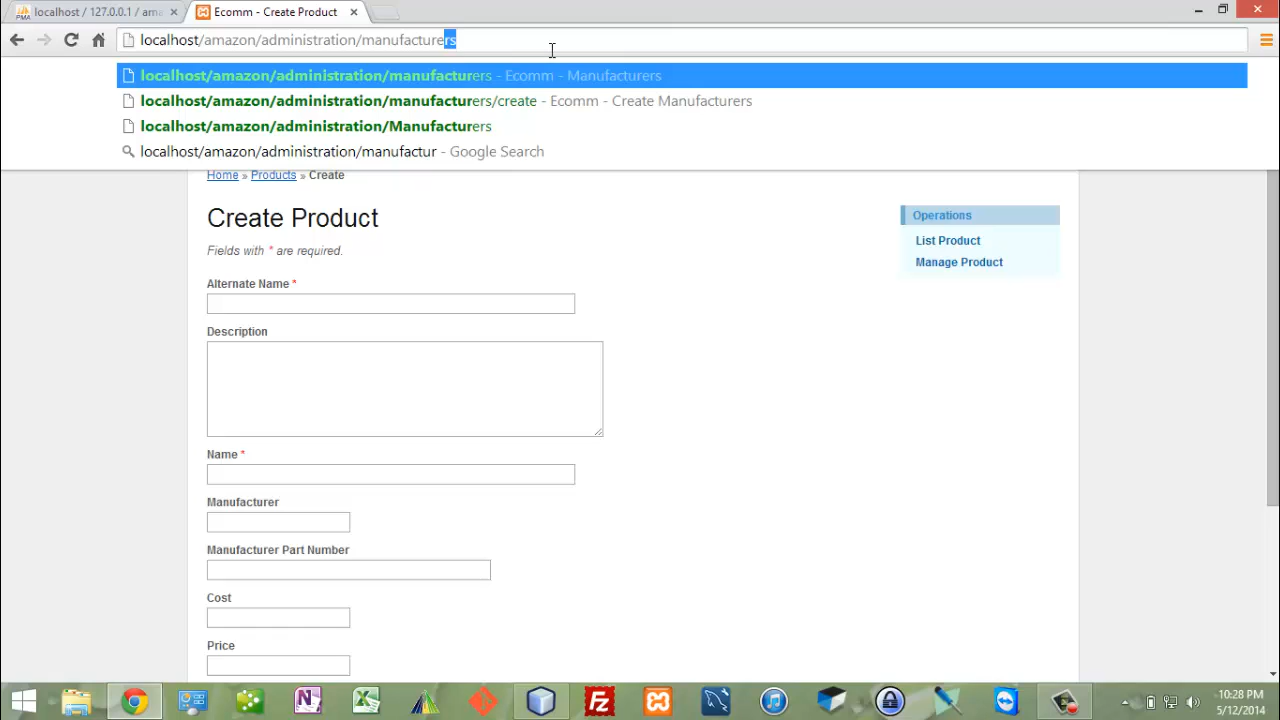 localhost / 127.0.0.1 / ama
Ecomm - Create Product
localhost/amazon/administration/manufacturers
localhost/amazon/administration/manufacturers - Ecomm - Manufacturers
localhost/amazon/administration/manufacturers/create - Ecomm - Create Manufacturers
localhost/amazon/administration/Manufacturers
localhost/amazon/administration/manufactur - Google Search
Home » Products » Create
Create Product
Fields with * are required.
Alternate Name *
Description
Name *
Manufacturer
Manufacturer Part Number
Cost
Price
Operations
List Product
Manage Product
10:28 PM
5/12/2014